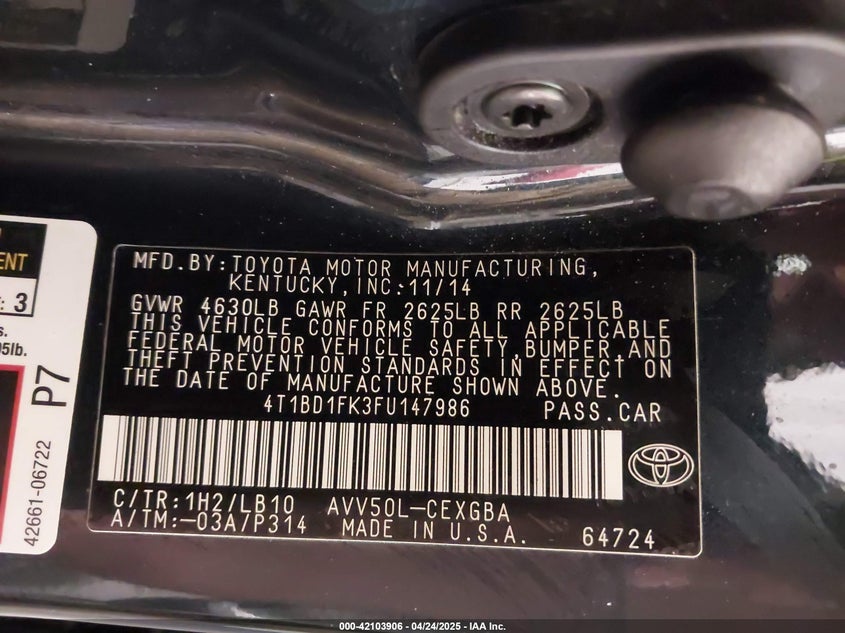 MFD.BY:TOYOTA MOTOR MANUFACTURING,
KENTUCKY,INC. 11/14
GVWR 4630LB GAWR FR 2625LB RR 2625LB
THIS VEHICLE CONFORMS TO ALL APPLICABLE
FEDERAL MOTOR VEHICLE SAFETY,BUMPER,AND
THEFT PREVENTION STANDARDS IN EFFECT ON
THE DATE OF MANUFACTURE SHOWN ABOVE.
4T1BD1FK3FU147986 PASS.CAR
C/TR:1H2/LB10 AVV50L-CEXGBA
A/TM:-03A/P314 MADE IN U.S.A. 64724
ENT
: 3
s.
5lb.
P7
42661-06722
000-42103906 - 04/24/2025 - IAA Inc.